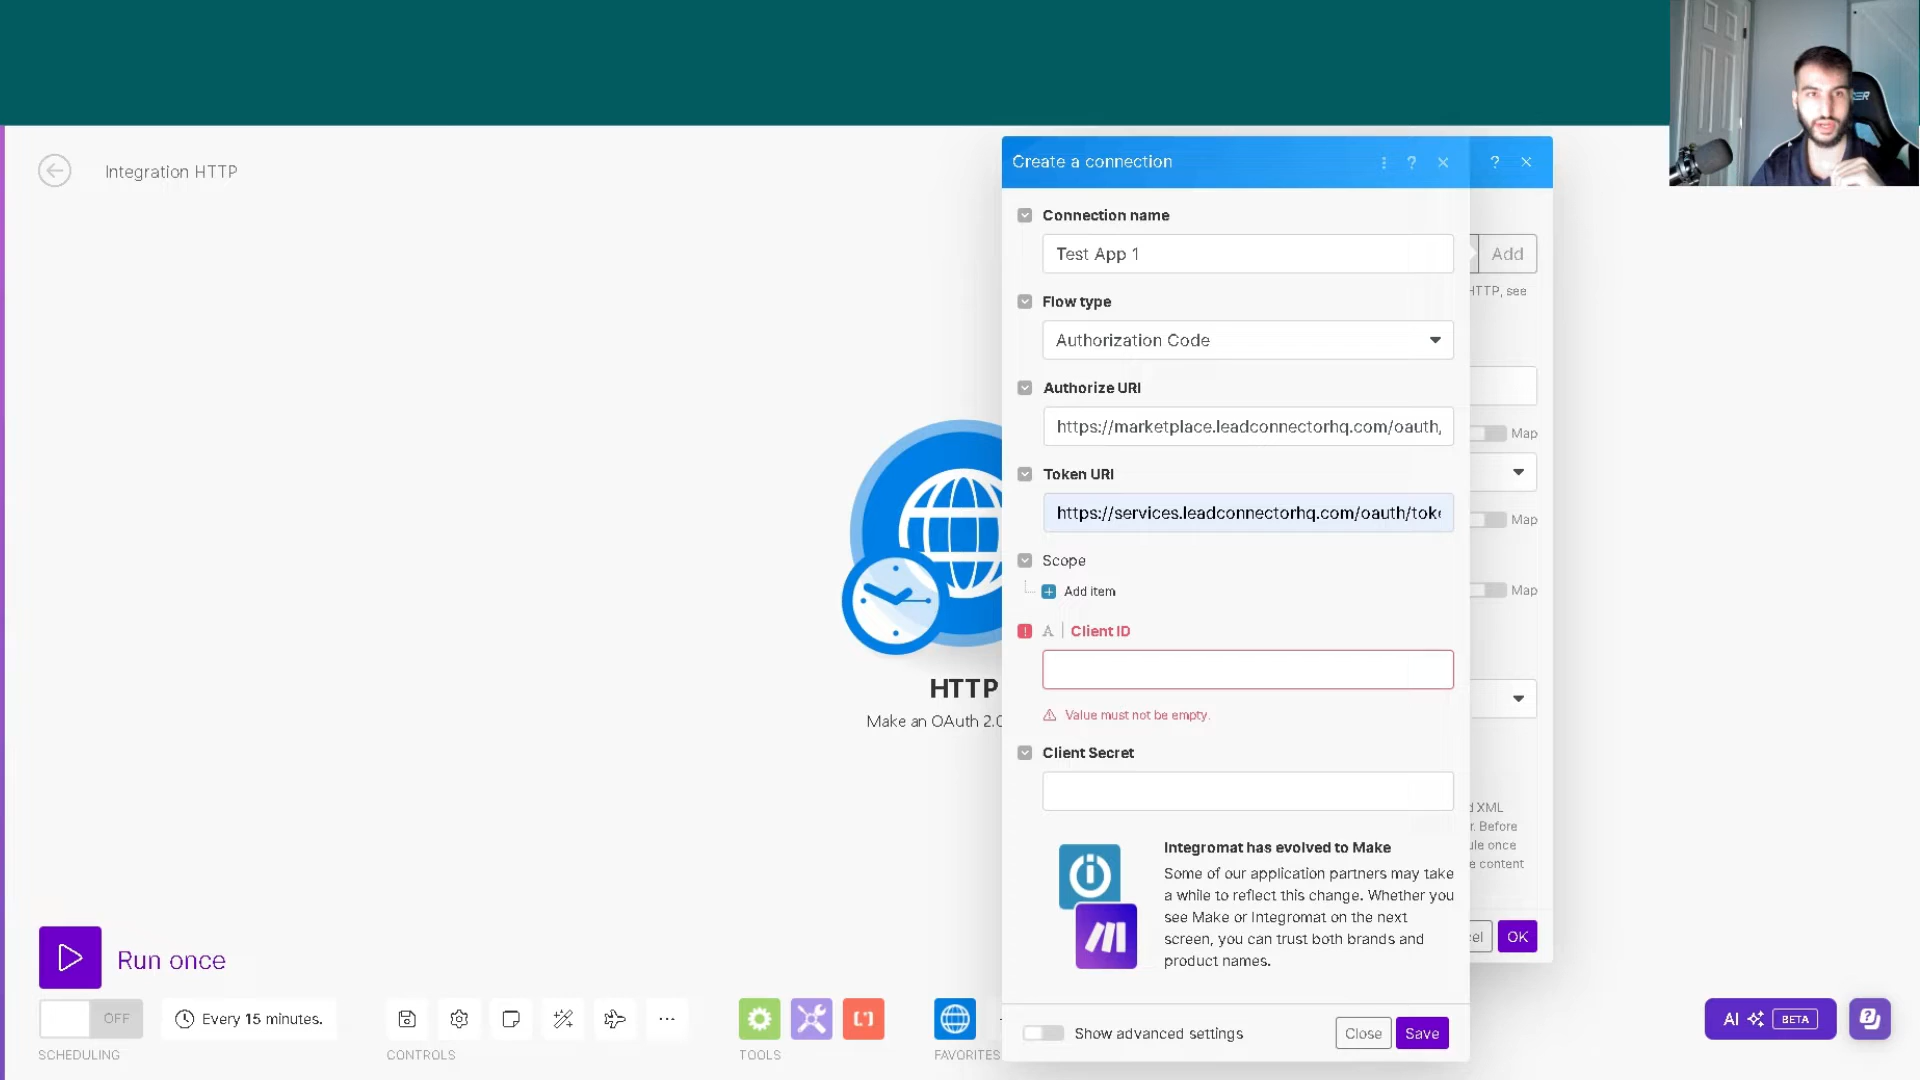 Integration HTTP
Create a connection
Connection name
Test App 1
Add
HTTP, see
Flow type
Authorization Code
Authorize URI
https://marketplace.leadconnectorhq.com/oauth,
Map
Token URI
https://services.leadconnectorhq.com/oauth/toke
Map
Scope
Add item
Map
A | Client ID
Value must not be empty.
Client Secret
HTTP
Make an OAuth 2.0
Integromat has evolved to Make
Some of our application partners may take
a while to reflect this change. Whether you
see Make or Integromat on the next
screen, you can trust both brands and
product names.
XML
r. Before
ule once
content
OK
Run once
OFF
Every 15 minutes.
SCHEDULING
CONTROLS
TOOLS
FAVORITES
Show advanced settings
Close
Save
AI
BETA